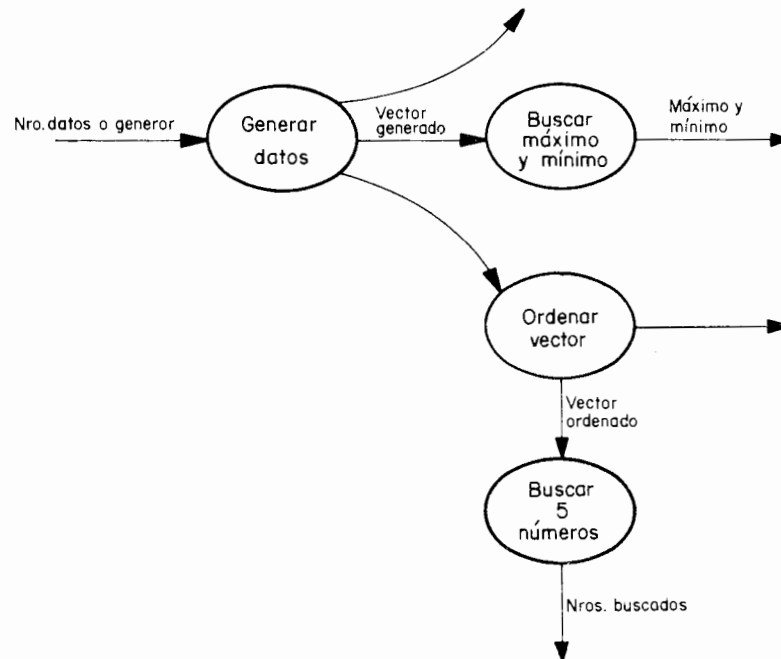 Nro. datos o generor
Generar
datos
Vector
generado
Buscar
máximo
y mínimo
Máximo y
mínimo
Ordenar
vector
Vector
ordenado
Buscar
5
números
Nros. buscados